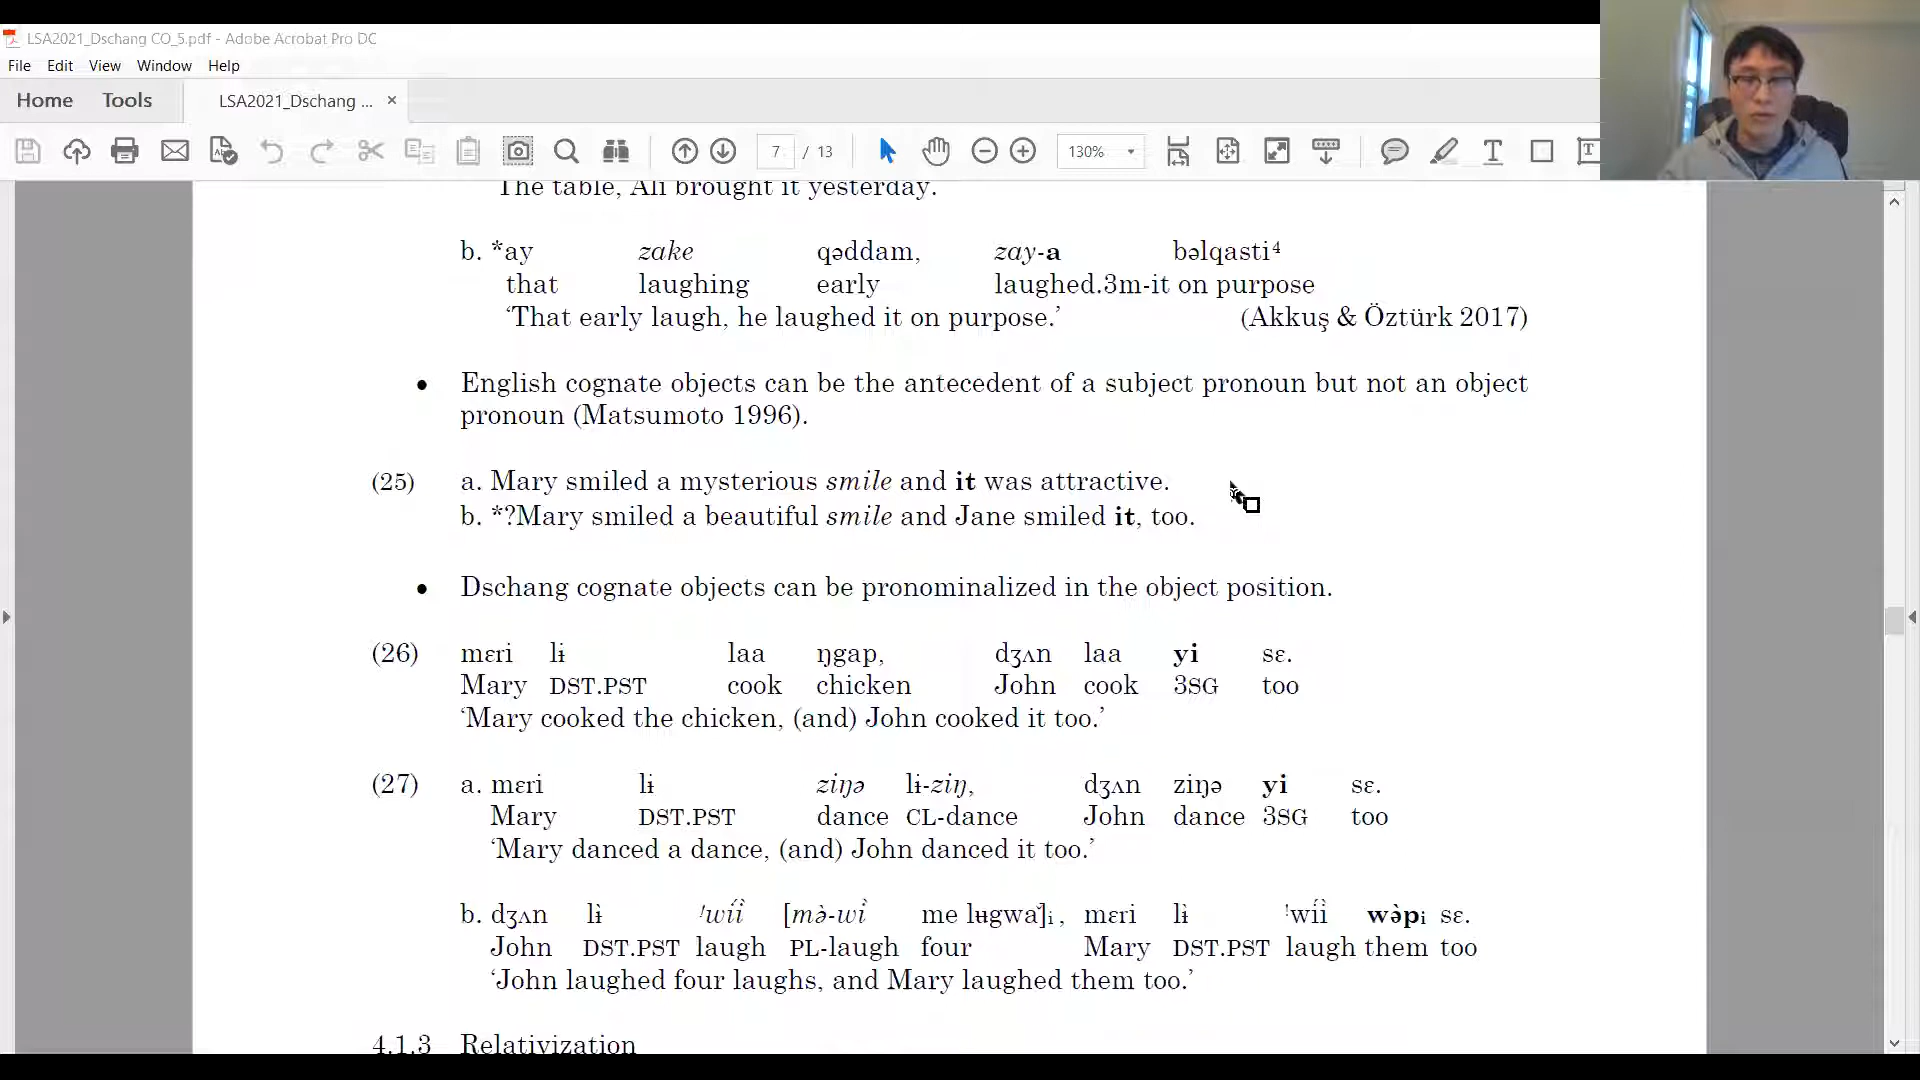 LSA2021_Dschang CO_5.pdf - Adobe Acrobat Pro DC
File Edit View Window Help
Home Tools LSA2021_Dschang ... ×
7 / 13 130%
The table, Ali brought it yesterday.
b. *ay zake qəddam, zay-a bəlqasti⁴
that laughing early laughed.3m-it on purpose
‘That early laugh, he laughed it on purpose.’ (Akkuş & Öztürk 2017)
• English cognate objects can be the antecedent of a subject pronoun but not an object
pronoun (Matsumoto 1996).
(25) a. Mary smiled a mysterious smile and it was attractive.
b. *?Mary smiled a beautiful smile and Jane smiled it, too.
• Dschang cognate objects can be pronominalized in the object position.
(26) mɛri lɨ laa ŋgap, dʒʌn laa yi sɛ.
Mary DST.PST cook chicken John cook 3SG too
‘Mary cooked the chicken, (and) John cooked it too.’
(27) a. mɛri lɨ ziŋə lɨ-ziŋ, dʒʌn ziŋə yi sɛ.
Mary DST.PST dance CL-dance John dance 3SG too
‘Mary danced a dance, (and) John danced it too.’
b. dʒʌn lɨ̀ ꜝwíì [mə̀-wì me lʉgwǎ]ᵢ, mɛri lɨ̀ ꜝwíì wə̀pᵢ sɛ.
John DST.PST laugh PL-laugh four Mary DST.PST laugh them too
‘John laughed four laughs, and Mary laughed them too.’
4.1.3 Relativization